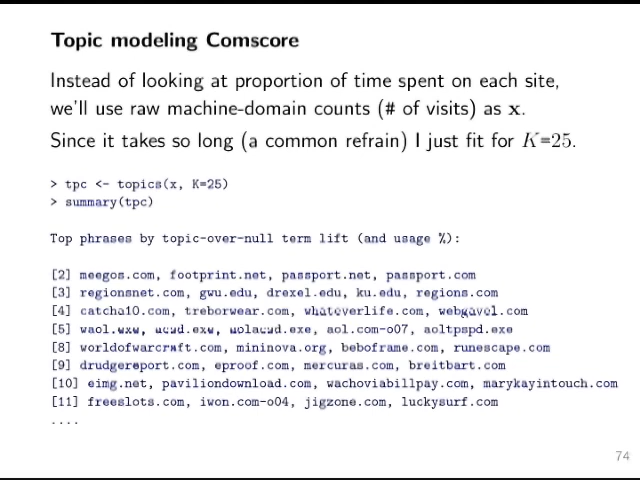 Topic modeling Comscore
Instead of looking at proportion of time spent on each site,
we'll use raw machine-domain counts (# of visits) as x.
Since it takes so long (a common refrain) I just fit for K=25.
> tpc <- topics(x, K=25)
> summary(tpc)
Top phrases by topic-over-null term lift (and usage %):
[2] meegos.com, footprint.net, passport.net, passport.com
[3] regionsnet.com, gwu.edu, drexel.edu, ku.edu, regions.com
[4] catcha10.com, treborwear.com, whateverlife.com, webgavel.com
[5] aol.com-o07, aoltpspd.exe
[8] worldofwarcraft.com, mininova.org, beboframe.com, runescape.com
[9] drudgereport.com, eproof.com, mercuras.com, breitbart.com
[10] eimg.net, paviliondownload.com, wachoviabillpay.com, marykayintouch.com
[11] freeslots.com, iwon.com-o04, jigzone.com, luckysurf.com
....
74